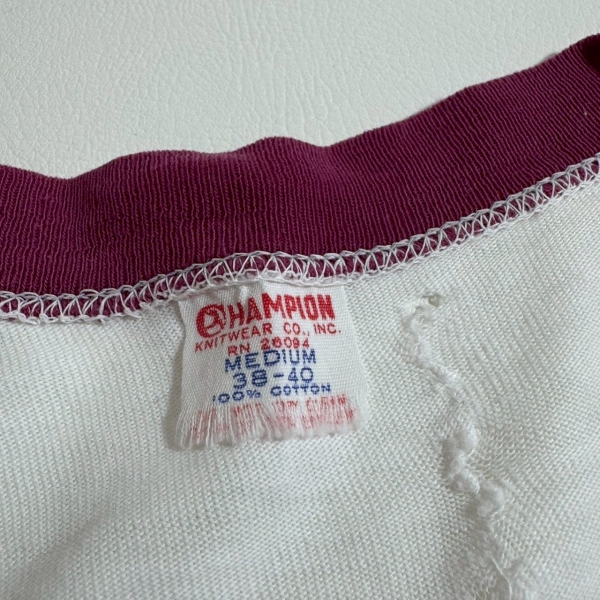 CHAMPION
KNITWEAR CO., INC.
RN 26094
MEDIUM
38-40
100% COTTON